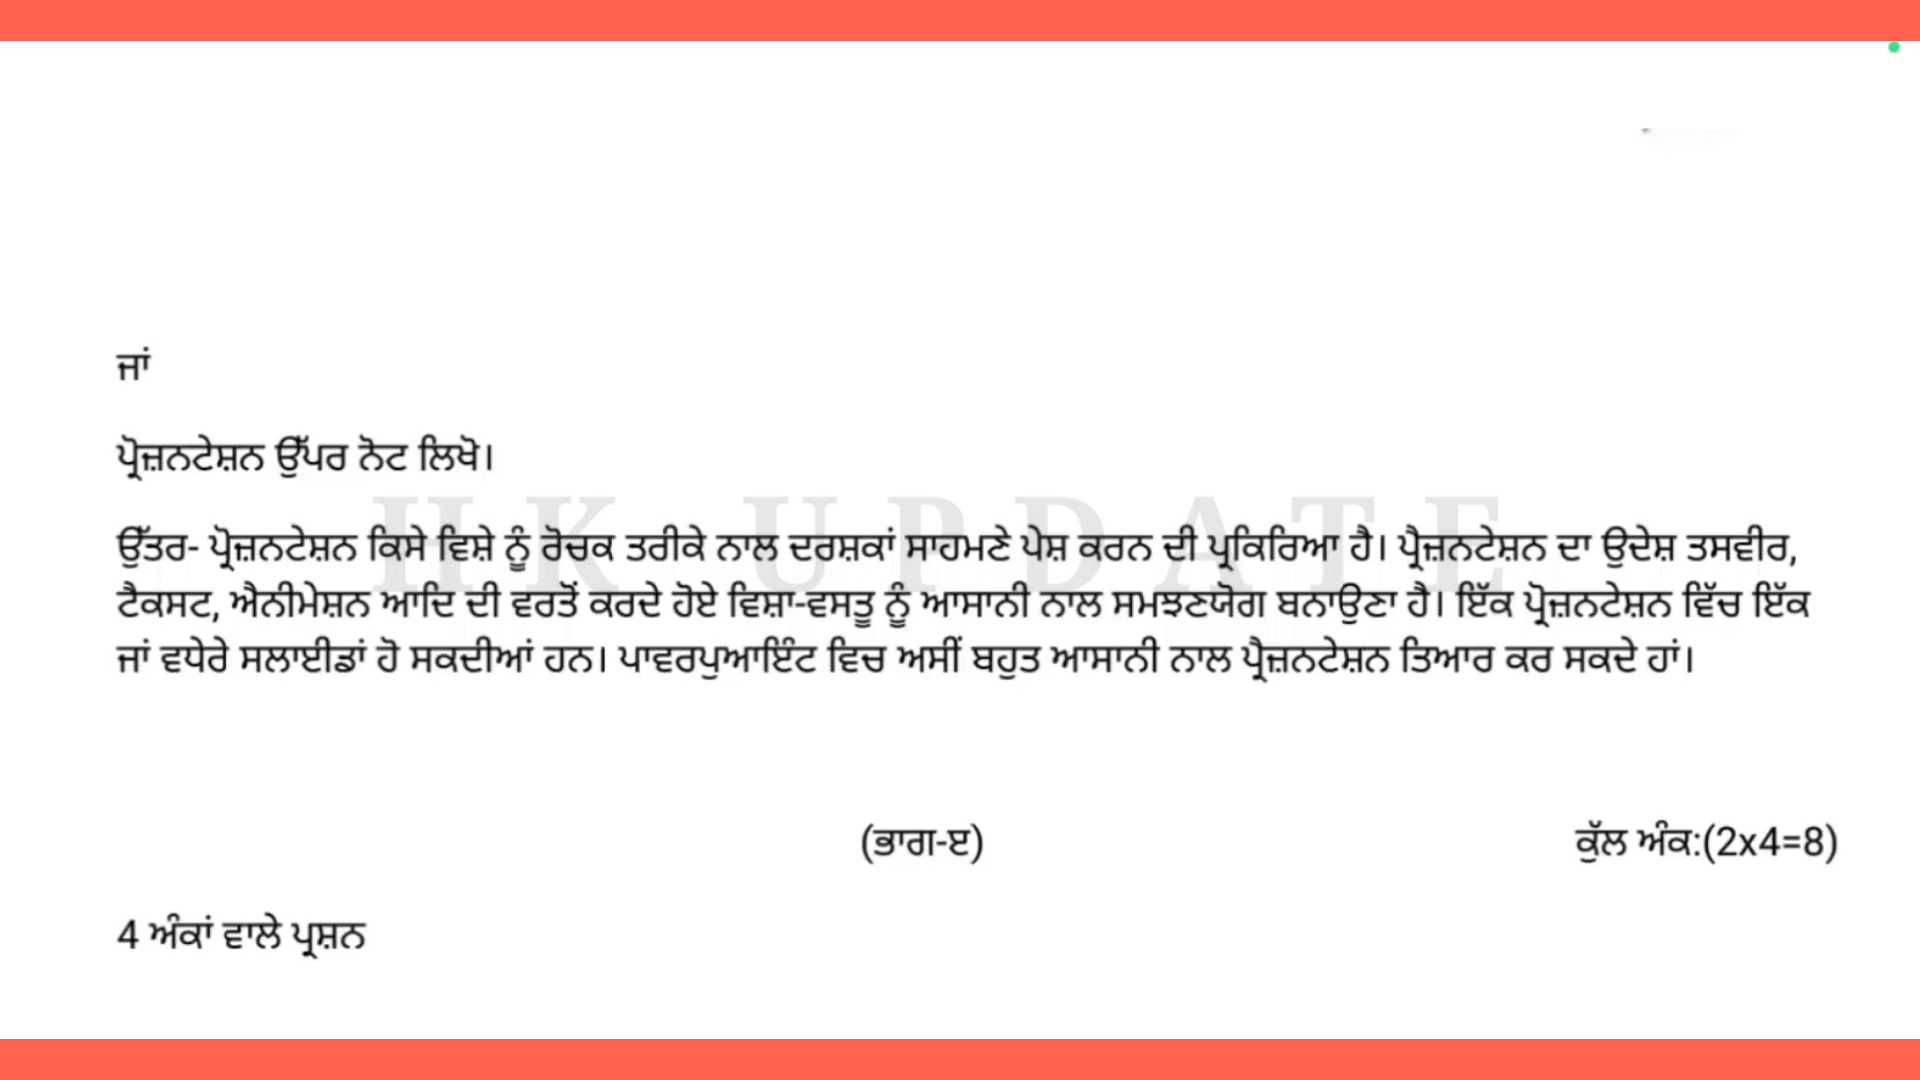 ਜਾਂ
ਪ੍ਰੇਜ਼ਨਟੇਸ਼ਨ ਉੱਪਰ ਨੋਟ ਲਿਖੋ।
HK UPDATE
ਉੱਤਰ- ਪ੍ਰੇਜ਼ਨਟੇਸ਼ਨ ਕਿਸੇ ਵਿਸ਼ੇ ਨੂੰ ਰੋਚਕ ਤਰੀਕੇ ਨਾਲ ਦਰਸ਼ਕਾਂ ਸਾਹਮਣੇ ਪੇਸ਼ ਕਰਨ ਦੀ ਪ੍ਰਕਿਰਿਆ ਹੈ। ਪ੍ਰੈਜ਼ਨਟੇਸ਼ਨ ਦਾ ਉਦੇਸ਼ ਤਸਵੀਰ,
ਟੈਕਸਟ, ਐਨੀਮੇਸ਼ਨ ਆਦਿ ਦੀ ਵਰਤੋਂ ਕਰਦੇ ਹੋਏ ਵਿਸ਼ਾ-ਵਸਤੂ ਨੂੰ ਆਸਾਨੀ ਨਾਲ ਸਮਝਣਯੋਗ ਬਨਾਉਣਾ ਹੈ। ਇੱਕ ਪ੍ਰੇਜ਼ਨਟੇਸ਼ਨ ਵਿੱਚ ਇੱਕ
ਜਾਂ ਵਧੇਰੇ ਸਲਾਈਡਾਂ ਹੋ ਸਕਦੀਆਂ ਹਨ। ਪਾਵਰਪੁਆਇੰਟ ਵਿਚ ਅਸੀਂ ਬਹੁਤ ਆਸਾਨੀ ਨਾਲ ਪ੍ਰੈਜ਼ਨਟੇਸ਼ਨ ਤਿਆਰ ਕਰ ਸਕਦੇ ਹਾਂ।
(ਭਾਗ-ੲ) ਕੁੱਲ ਅੰਕ:(2x4=8)
4 ਅੰਕਾਂ ਵਾਲੇ ਪ੍ਰਸ਼ਨ